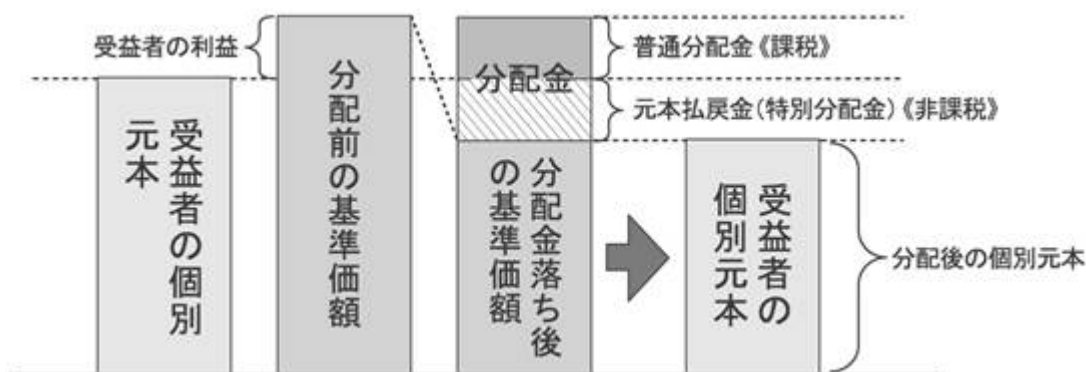 受益者の利益
受益者の個別
元本
分配前の基準価額
分配金
分配金落ち後
の基準価額
普通分配金《課税》
元本払戻金(特別分配金)《非課税》
受益者の
個別元本
分配後の個別元本